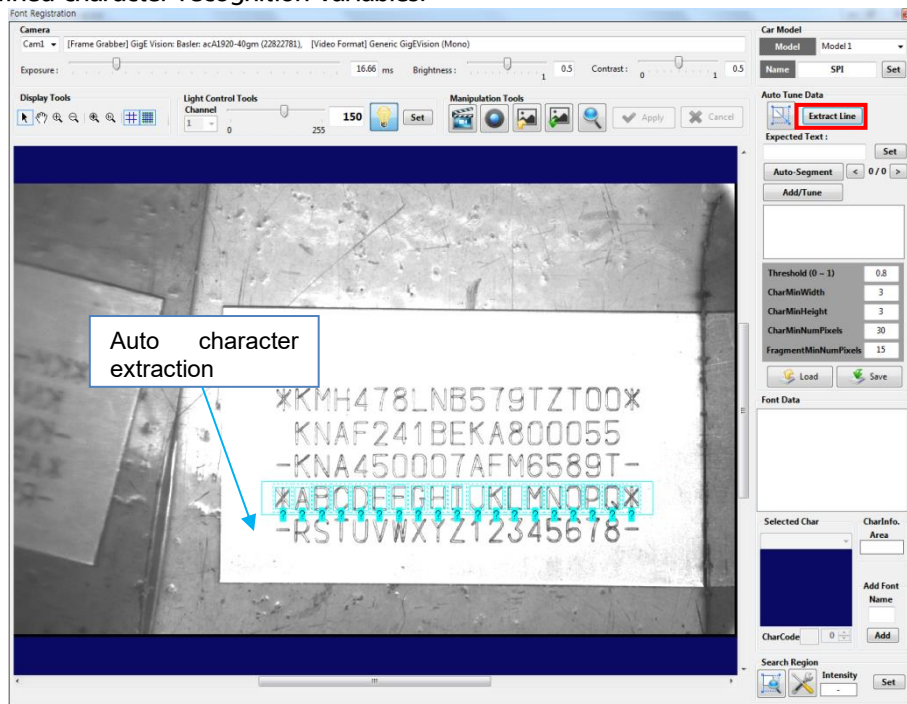 Font Registration
Camera
Cam1 [Frame Grabber] GigE Vision: Basler: acA1920-40gm (22822781), [Video Format] Generic GigEVision (Mono)
Exposure : 16.66 ms Brightness : 1 0.5 Contrast : 0 1 0.5
Display Tools
Light Control Tools
Channel
1 0 255 150 Set
Manipulation Tools
Apply Cancel
Car Model
Model Model 1
Name SPI Set
Auto Tune Data
Extract Line
Expected Text :
Set
Auto-Segment < 0 / 0 >
Add/Tune
Threshold (0 – 1) 0.8
CharMinWidth 3
CharMinHeight 3
CharMinNumPixels 30
FragmentMinNumPixels 15
Load Save
Font Data
Selected Char CharInfo.
Area
Add Font
Name
CharCode 0 Add
Search Region
Intensity
- Set
Auto character
extraction
*KMH478LNB579TZT00*
KNAF241BEKA800055
-KNA450007AFM6589T-
*ABCDEFGHIJKLMNOPQ*
? ? ? ? ? ? ? ? ? ? ? ? ? ? ? ? ? ? ?
-RSTUVWXYZ12345678-